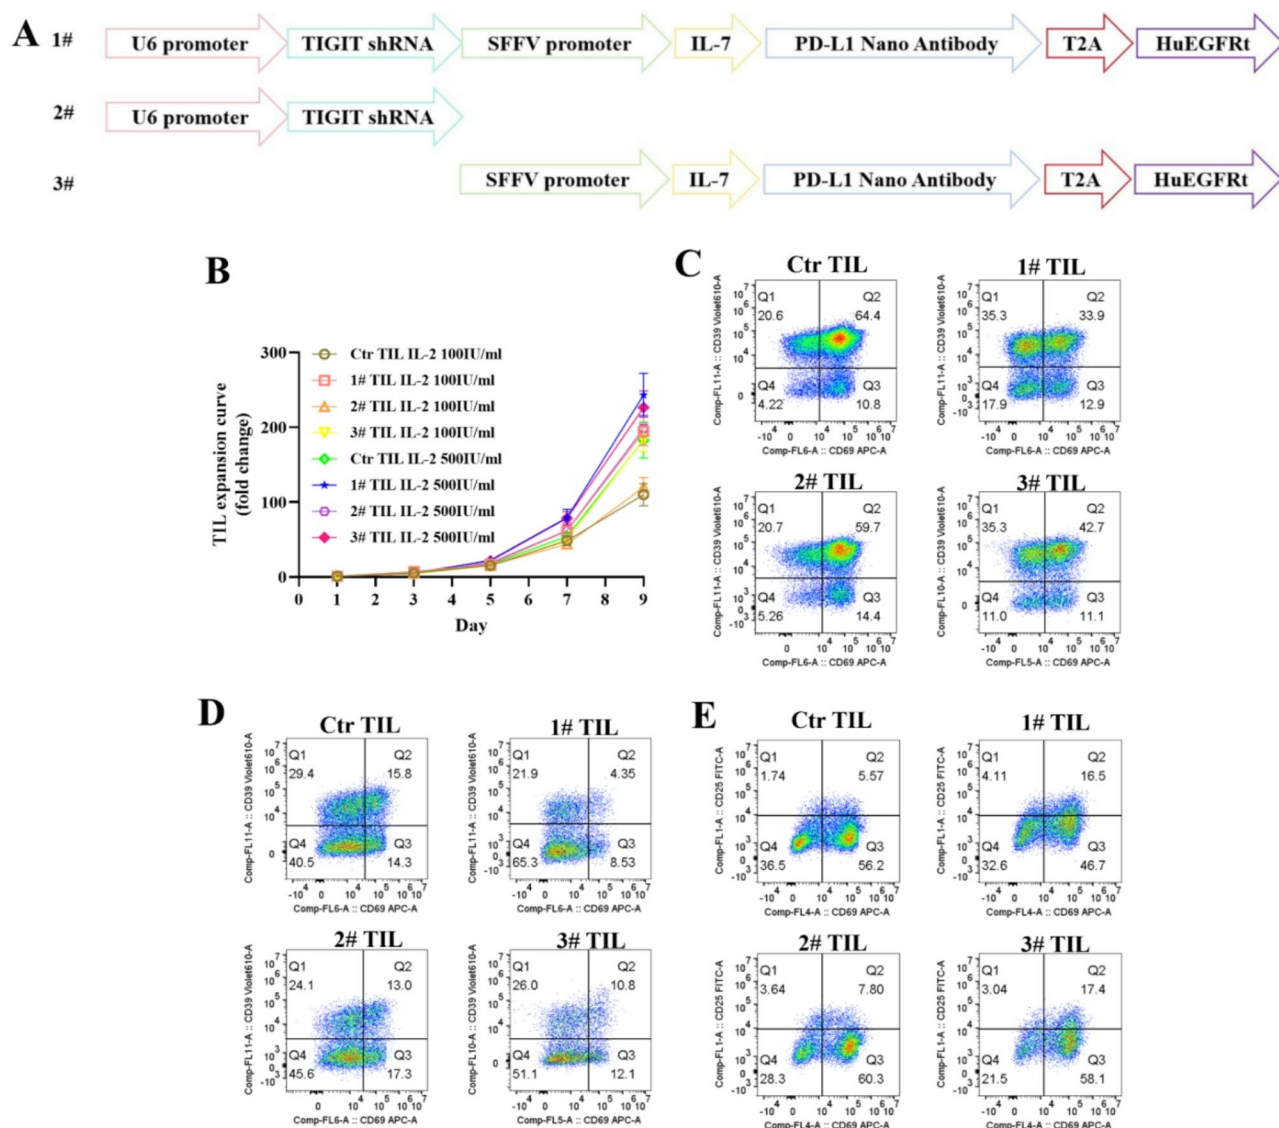 A
1#
U6 promoter
TIGIT shRNA
SFFV promoter
IL-7
PD-L1 Nano Antibody
T2A
HuEGFRt
2#
U6 promoter
TIGIT shRNA
3#
SFFV promoter
IL-7
PD-L1 Nano Antibody
T2A
HuEGFRt
B
TIL expansion curve
(fold change)
300
200
100
0
Ctr TIL IL-2 100IU/ml
1# TIL IL-2 100IU/ml
2# TIL IL-2 100IU/ml
3# TIL IL-2 100IU/ml
Ctr TIL IL-2 500IU/ml
1# TIL IL-2 500IU/ml
2# TIL IL-2 500IU/ml
3# TIL IL-2 500IU/ml
0 1 2 3 4 5 6 7 8 9
Day
C
Ctr TIL
Comp-FL11-A :: CD39 Violet610-A
Q1
20.6
Q2
64.4
Q4
4.22
Q3
10.8
Comp-FL6-A :: CD69 APC-A
1# TIL
Comp-FL11-A :: CD39 Violet610-A
Q1
35.3
Q2
33.9
Q4
17.9
Q3
12.9
Comp-FL6-A :: CD69 APC-A
2# TIL
Comp-FL11-A :: CD39 Violet610-A
Q1
20.7
Q2
59.7
Q4
5.26
Q3
14.4
Comp-FL6-A :: CD69 APC-A
3# TIL
Comp-FL10-A :: CD39 Violet610-A
Q1
35.3
Q2
42.7
Q4
11.0
Q3
11.1
Comp-FL5-A :: CD69 APC-A
D
Ctr TIL
Comp-FL11-A :: CD39 Violet610-A
Q1
29.4
Q2
15.8
Q4
40.5
Q3
14.3
Comp-FL6-A :: CD69 APC-A
1# TIL
Comp-FL11-A :: CD39 Violet610-A
Q1
21.9
Q2
4.35
Q4
65.3
Q3
8.53
Comp-FL6-A :: CD69 APC-A
2# TIL
Comp-FL11-A :: CD39 Violet610-A
Q1
24.1
Q2
13.0
Q4
45.6
Q3
17.3
Comp-FL6-A :: CD69 APC-A
3# TIL
Comp-FL10-A :: CD39 Violet610-A
Q1
26.0
Q2
10.8
Q4
51.1
Q3
12.1
Comp-FL5-A :: CD69 APC-A
E
Ctr TIL
Comp-FL1-A :: CD25 FITC-A
Q1
1.74
Q2
5.57
Q4
36.5
Q3
56.2
Comp-FL4-A :: CD69 APC-A
1# TIL
Comp-FL1-A :: CD25 FITC-A
Q1
4.11
Q2
16.5
Q4
32.6
Q3
46.7
Comp-FL4-A :: CD69 APC-A
2# TIL
Comp-FL1-A :: CD25 FITC-A
Q1
3.64
Q2
7.80
Q4
28.3
Q3
60.3
Comp-FL4-A :: CD69 APC-A
3# TIL
Comp-FL1-A :: CD25 FITC-A
Q1
3.04
Q2
17.4
Q4
21.5
Q3
58.1
Comp-FL4-A :: CD69 APC-A